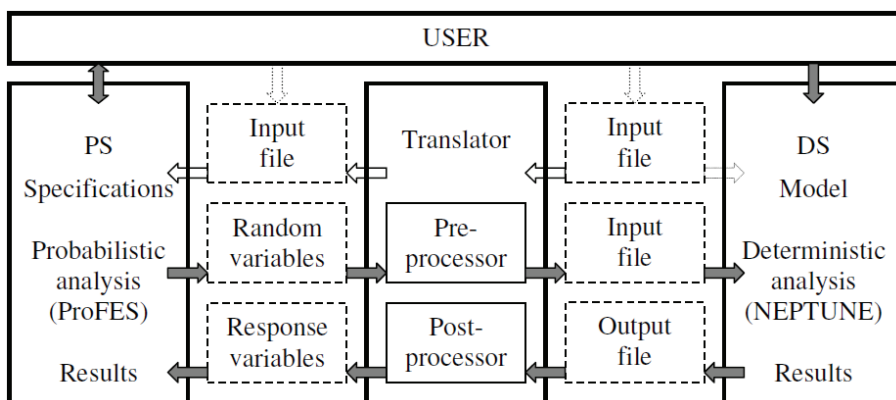 USER
PS
Specifications
Probabilistic
analysis
(ProFES)
Results
Input
file
Random
variables
Response
variables
Translator
Pre-
processor
Post-
processor
Input
file
Input
file
Output
file
DS
Model
Deterministic
analysis
(NEPTUNE)
Results